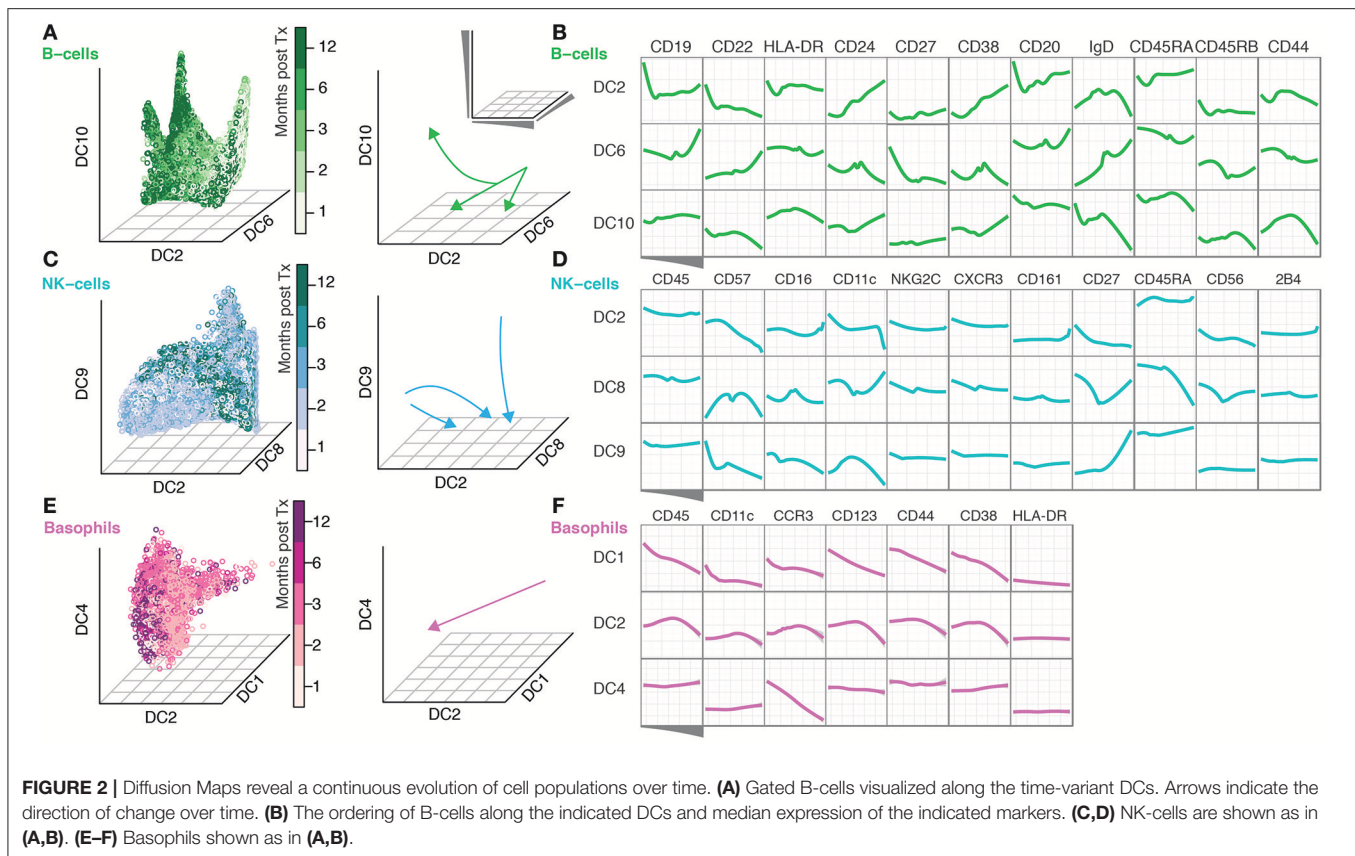 A
B-cells
DC10
DC2
DC6
Months post Tx
12
6
3
2
1
DC10
DC2
DC6
B
B-cells
CD19 CD22 HLA-DR CD24 CD27 CD38 CD20 IgD CD45RA CD45RB CD44
DC2
DC6
DC10
C
NK-cells
DC9
DC2
DC8
Months post Tx
12
6
3
2
1
DC9
DC2
DC8
D
NK-cells
CD45 CD57 CD16 CD11c NKG2C CXCR3 CD161 CD27 CD45RA CD56 2B4
DC2
DC8
DC9
E
Basophils
DC4
DC2
DC1
Months post Tx
12
6
3
2
1
DC4
DC2
DC1
F
Basophils
CD45 CD11c CCR3 CD123 CD44 CD38 HLA-DR
DC1
DC2
DC4
FIGURE 2 | Diffusion Maps reveal a continuous evolution of cell populations over time. (A) Gated B-cells visualized along the time-variant DCs. Arrows indicate the
direction of change over time. (B) The ordering of B-cells along the indicated DCs and median expression of the indicated markers. (C,D) NK-cells are shown as in
(A,B). (E–F) Basophils shown as in (A,B).